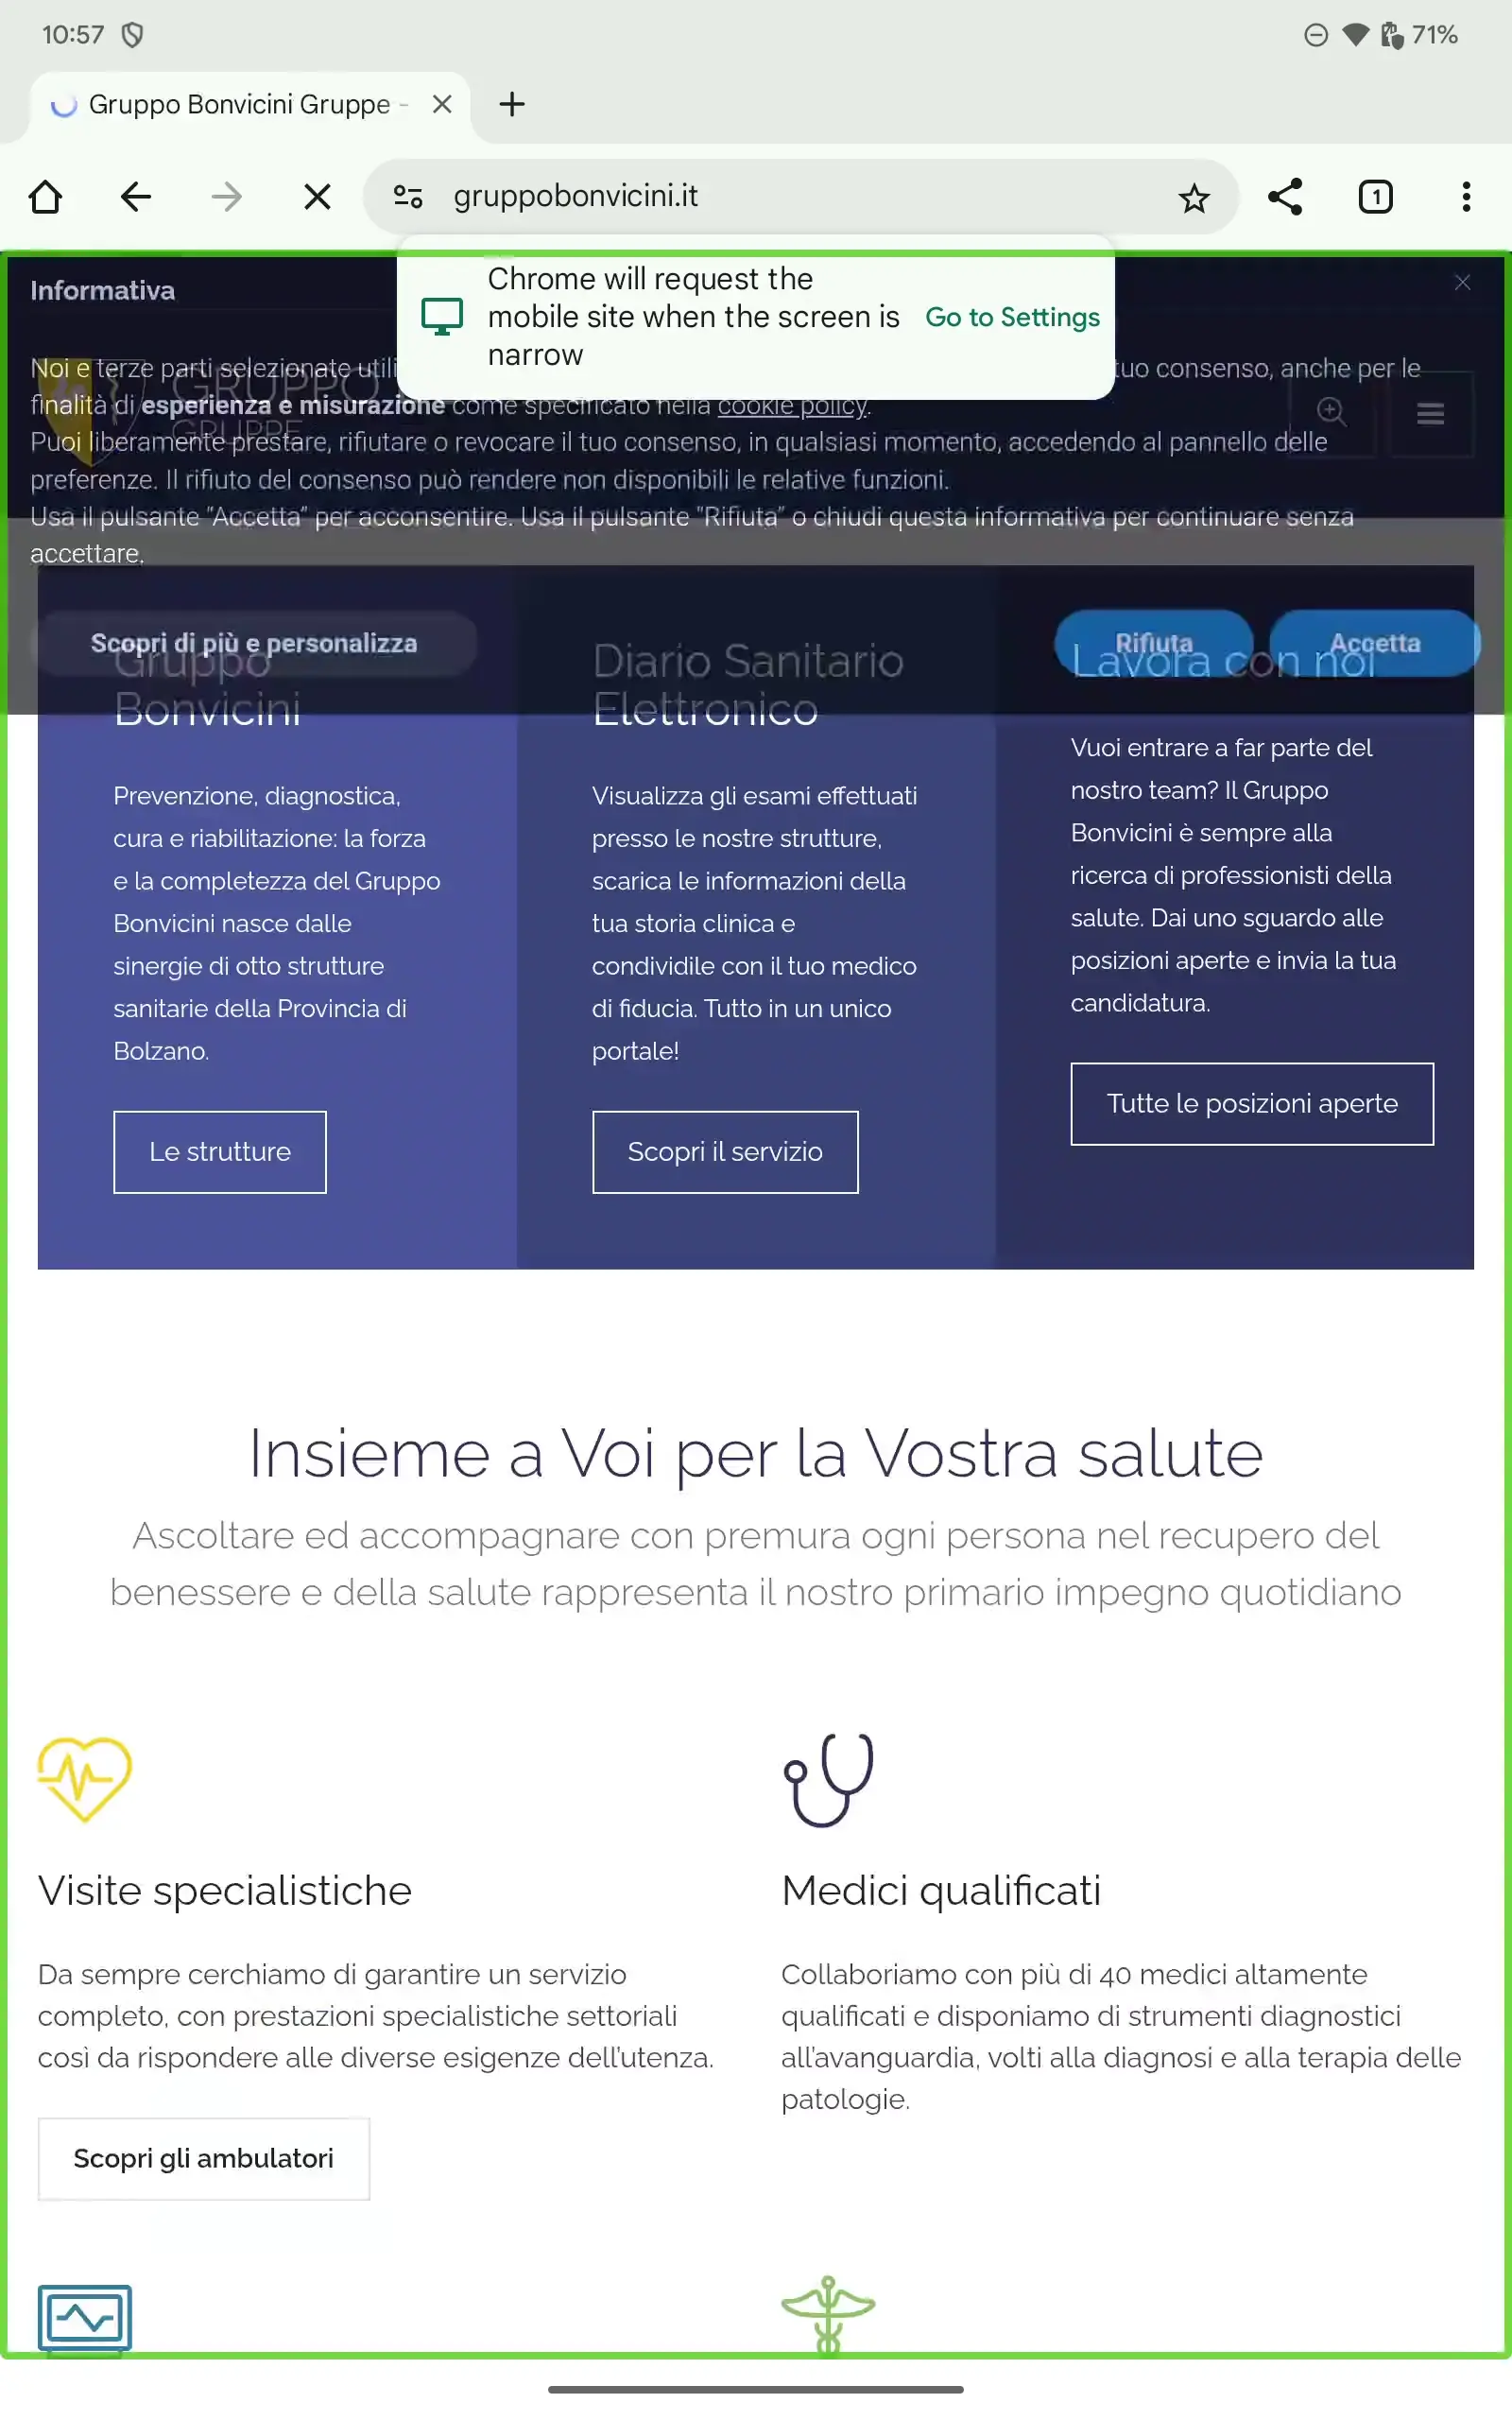 10:57
71%
Gruppo Bonvicini Gruppe -
gruppobonvicini.it
1
Chrome will request the
mobile site when the screen is
narrow
Go to Settings
Informativa
Noi e terze parti selezionate utili tuo consenso, anche per le
finalità di esperienza e misurazione come specificato nella cookie policy.
Puoi liberamente prestare, rifiutare o revocare il tuo consenso, in qualsiasi momento, accedendo al pannello delle
preferenze. Il rifiuto del consenso può rendere non disponibili le relative funzioni.
Usa il pulsante “Accetta” per acconsentire. Usa il pulsante “Rifiuta” o chiudi questa informativa per continuare senza
accettare.
GRUPPO
GRUPPE
Scopri di più e personalizza
Rifiuta
Accetta
Gruppo
Bonvicini
Prevenzione, diagnostica,
cura e riabilitazione: la forza
e la completezza del Gruppo
Bonvicini nasce dalle
sinergie di otto strutture
sanitarie della Provincia di
Bolzano.
Le strutture
Diario Sanitario
Elettronico
Visualizza gli esami effettuati
presso le nostre strutture,
scarica le informazioni della
tua storia clinica e
condividile con il tuo medico
di fiducia. Tutto in un unico
portale!
Scopri il servizio
Lavora con noi
Vuoi entrare a far parte del
nostro team? Il Gruppo
Bonvicini è sempre alla
ricerca di professionisti della
salute. Dai uno sguardo alle
posizioni aperte e invia la tua
candidatura.
Tutte le posizioni aperte
Insieme a Voi per la Vostra salute
Ascoltare ed accompagnare con premura ogni persona nel recupero del
benessere e della salute rappresenta il nostro primario impegno quotidiano
Visite specialistiche
Da sempre cerchiamo di garantire un servizio
completo, con prestazioni specialistiche settoriali
così da rispondere alle diverse esigenze dell'utenza.
Scopri gli ambulatori
Medici qualificati
Collaboriamo con più di 40 medici altamente
qualificati e disponiamo di strumenti diagnostici
all'avanguardia, volti alla diagnosi e alla terapia delle
patologie.